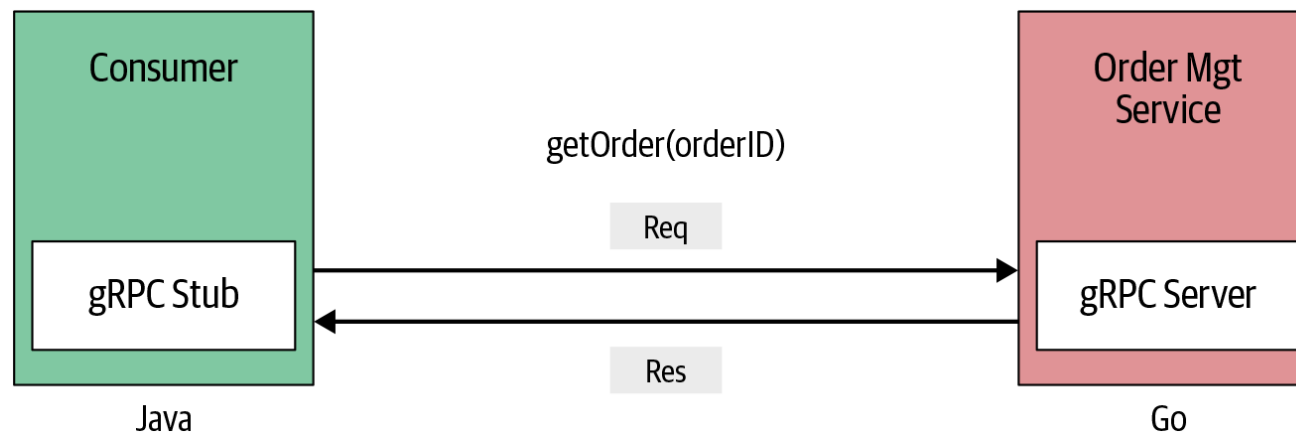 Consumer
Order Mgt
Service
getOrder(orderID)
Req
gRPC Stub
gRPC Server
Res
Java
Go